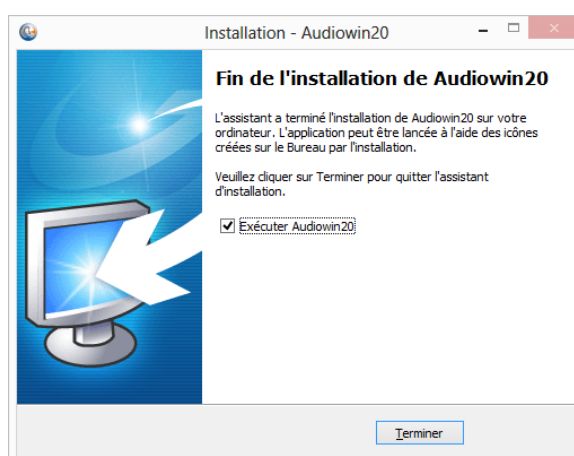 Installation - Audiowin20
Fin de l'installation de Audiowin20
L'assistant a terminé l'installation de Audiowin20 sur votre
ordinateur. L'application peut être lancée à l'aide des icônes
créées sur le Bureau par l'installation.
Veuillez cliquer sur Terminer pour quitter l'assistant
d'installation.
Exécuter Audiowin20
Terminer